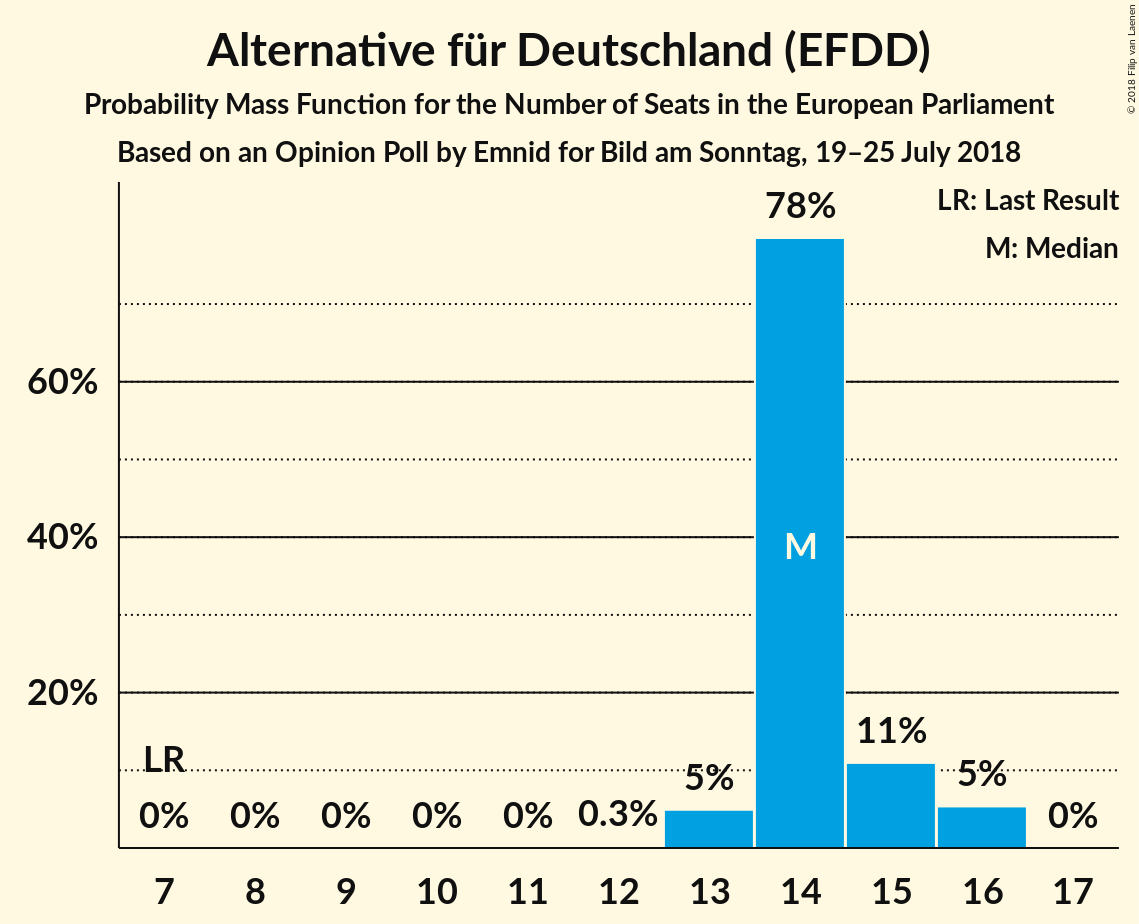 Alternative für Deutschland (EFDD)
Probability Mass Function for the Number of Seats in the European Parliament
Based on an Opinion Poll by Emnid for Bild am Sonntag, 19–25 July 2018
© 2018 Filip van Laenen
LR: Last Result
M: Median
78%
60%
40%
M
20%
11%
LR
5%
5%
0%
0%
0%
0%
0%
0.3%
0%
7 8 9 10 11 12 13 14 15 16 17